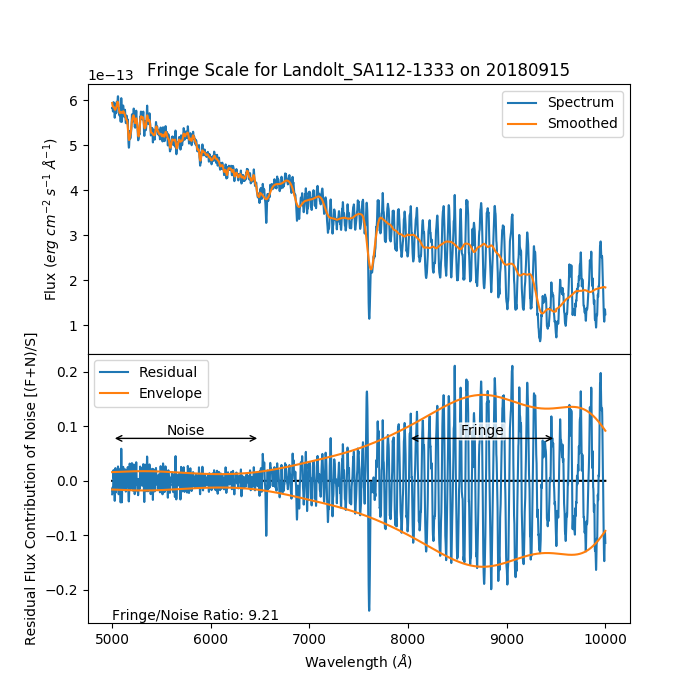 Fringe Scale for Landolt_SA112-1333 on 20180915
1e−13
Spectrum
Smoothed
6
5
4
3
2
1
Flux (erg cm⁻² s⁻¹ Å⁻¹)
Residual
Envelope
0.2
0.1
0.0
−0.1
−0.2
Residual Flux Contribution of Noise [(F+N)/S]
Noise
Fringe
Fringe/Noise Ratio: 9.21
5000 6000 7000 8000 9000 10000
Wavelength (Å)